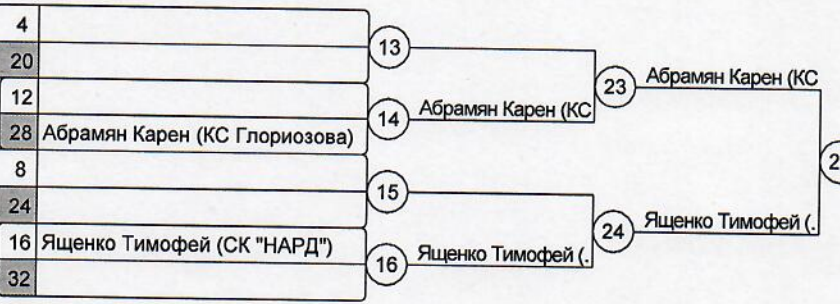 4
20
13
12
28 Абрамян Карен (КС Глориозова)
14
Абрамян Карен (КС
23
Абрамян Карен (КС
8
24
15
16 Ященко Тимофей (СК "НАРД")
32
16
Ященко Тимофей (.
24
Ященко Тимофей (.